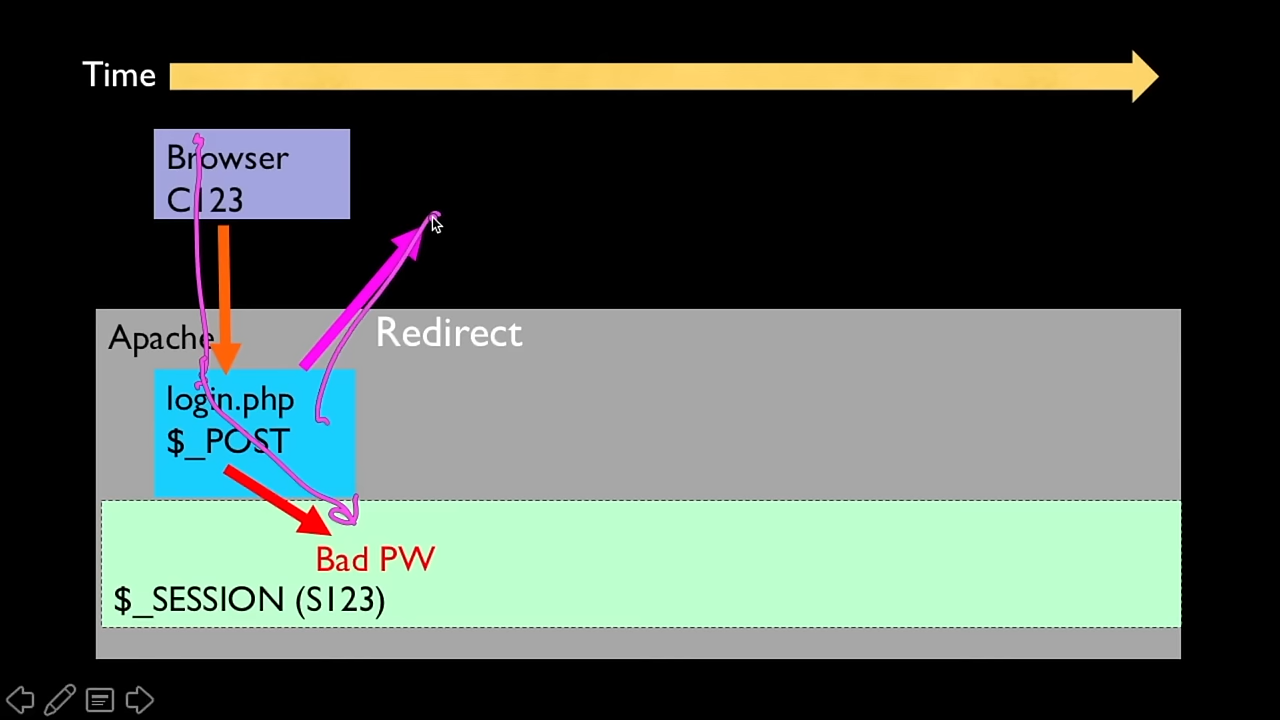 Time
Browser
C123
Apache
Redirect
login.php
$_POST
Bad PW
$_SESSION (S123)